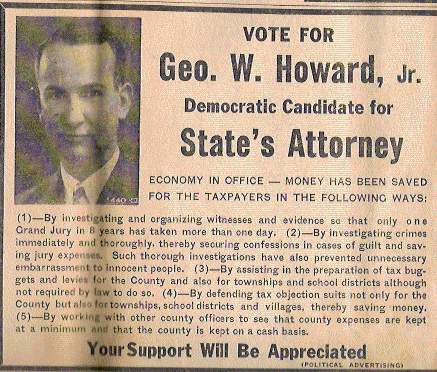 VOTE FOR
Geo. W. Howard, Jr.
Democratic Candidate for
State's Attorney
ECONOMY IN OFFICE — MONEY HAS BEEN SAVED
FOR THE TAXPAYERS IN THE FOLLOWING WAYS:
(1)—By investigating and organizing witnesses and evidence so that only one
Grand Jury in 8 years has taken more than one day. (2)—By investigating crimes
immediately and thoroughly, thereby securing confessions in cases of guilt and sav-
ing jury expenses. Such thorough investigations have also prevented unnecessary
embarrassment to innocent people. (3)—By assisting in the preparation of tax bug-
gets and levies for the County and also for townships and school districts although
not required by law to do so. (4)—By defending tax objection suits not only for the
County but also for townships, school districts and villages, thereby saving money.
(5)—By working with other county officers to see that county expenses are kept
at a minimum and that the county is kept on a cash basis.
Your Support Will Be Appreciated
(POLITICAL ADVERTISING)